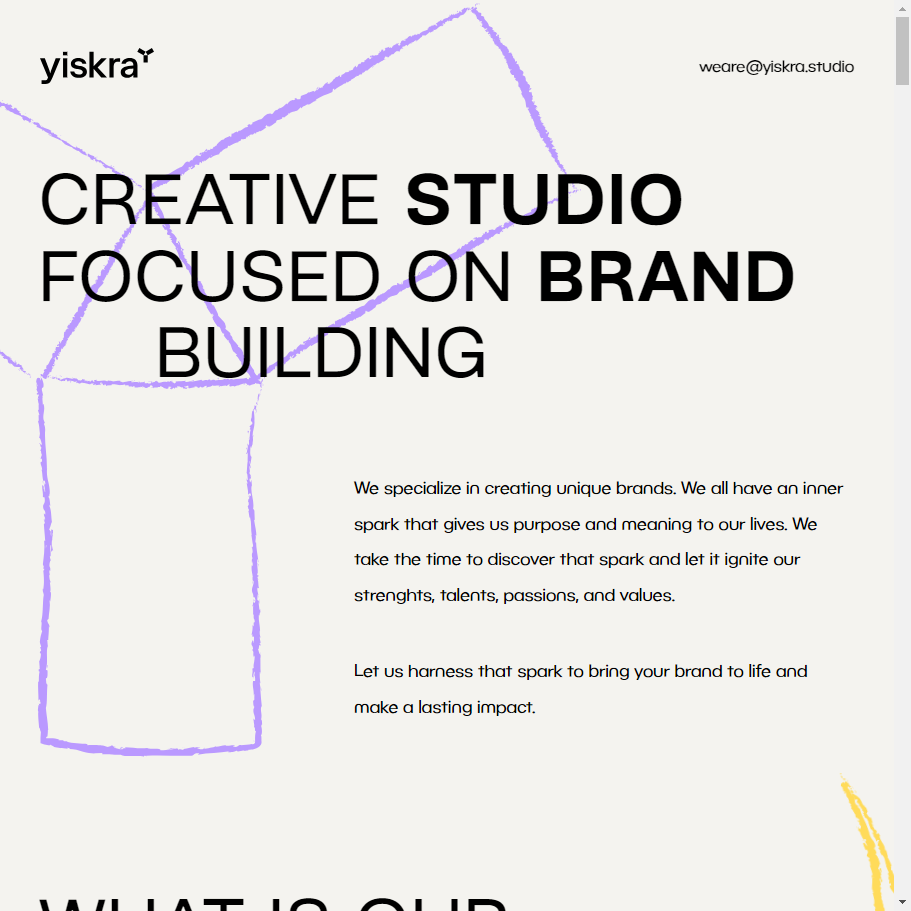 yiskra
weare@yiskra.studio
CREATIVE STUDIO
FOCUSED ON BRAND
BUILDING
We specialize in creating unique brands. We all have an inner
spark that gives us purpose and meaning to our lives. We
take the time to discover that spark and let it ignite our
strenghts, talents, passions, and values.
Let us harness that spark to bring your brand to life and
make a lasting impact.
WHAT IS OUR